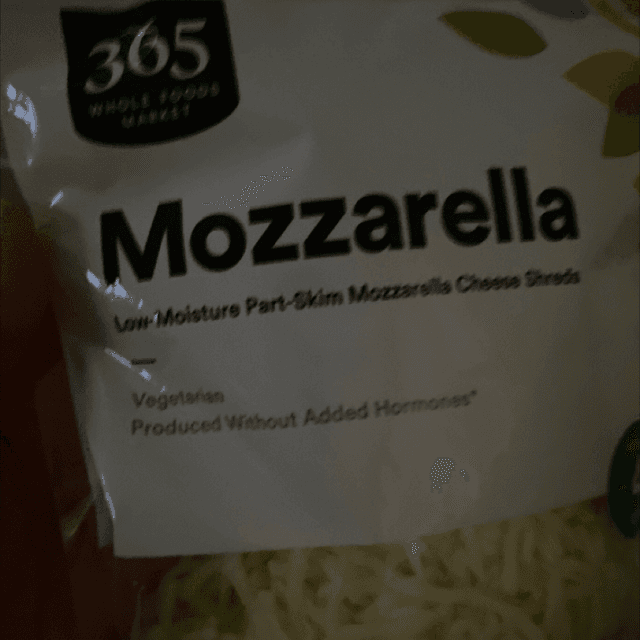 365
WHOLE FOODS
MARKET
Mozzarella
Low-Moisture Part-Skim Mozzarella Cheese Shreds
Vegetarian
Produced Without Added Hormones*